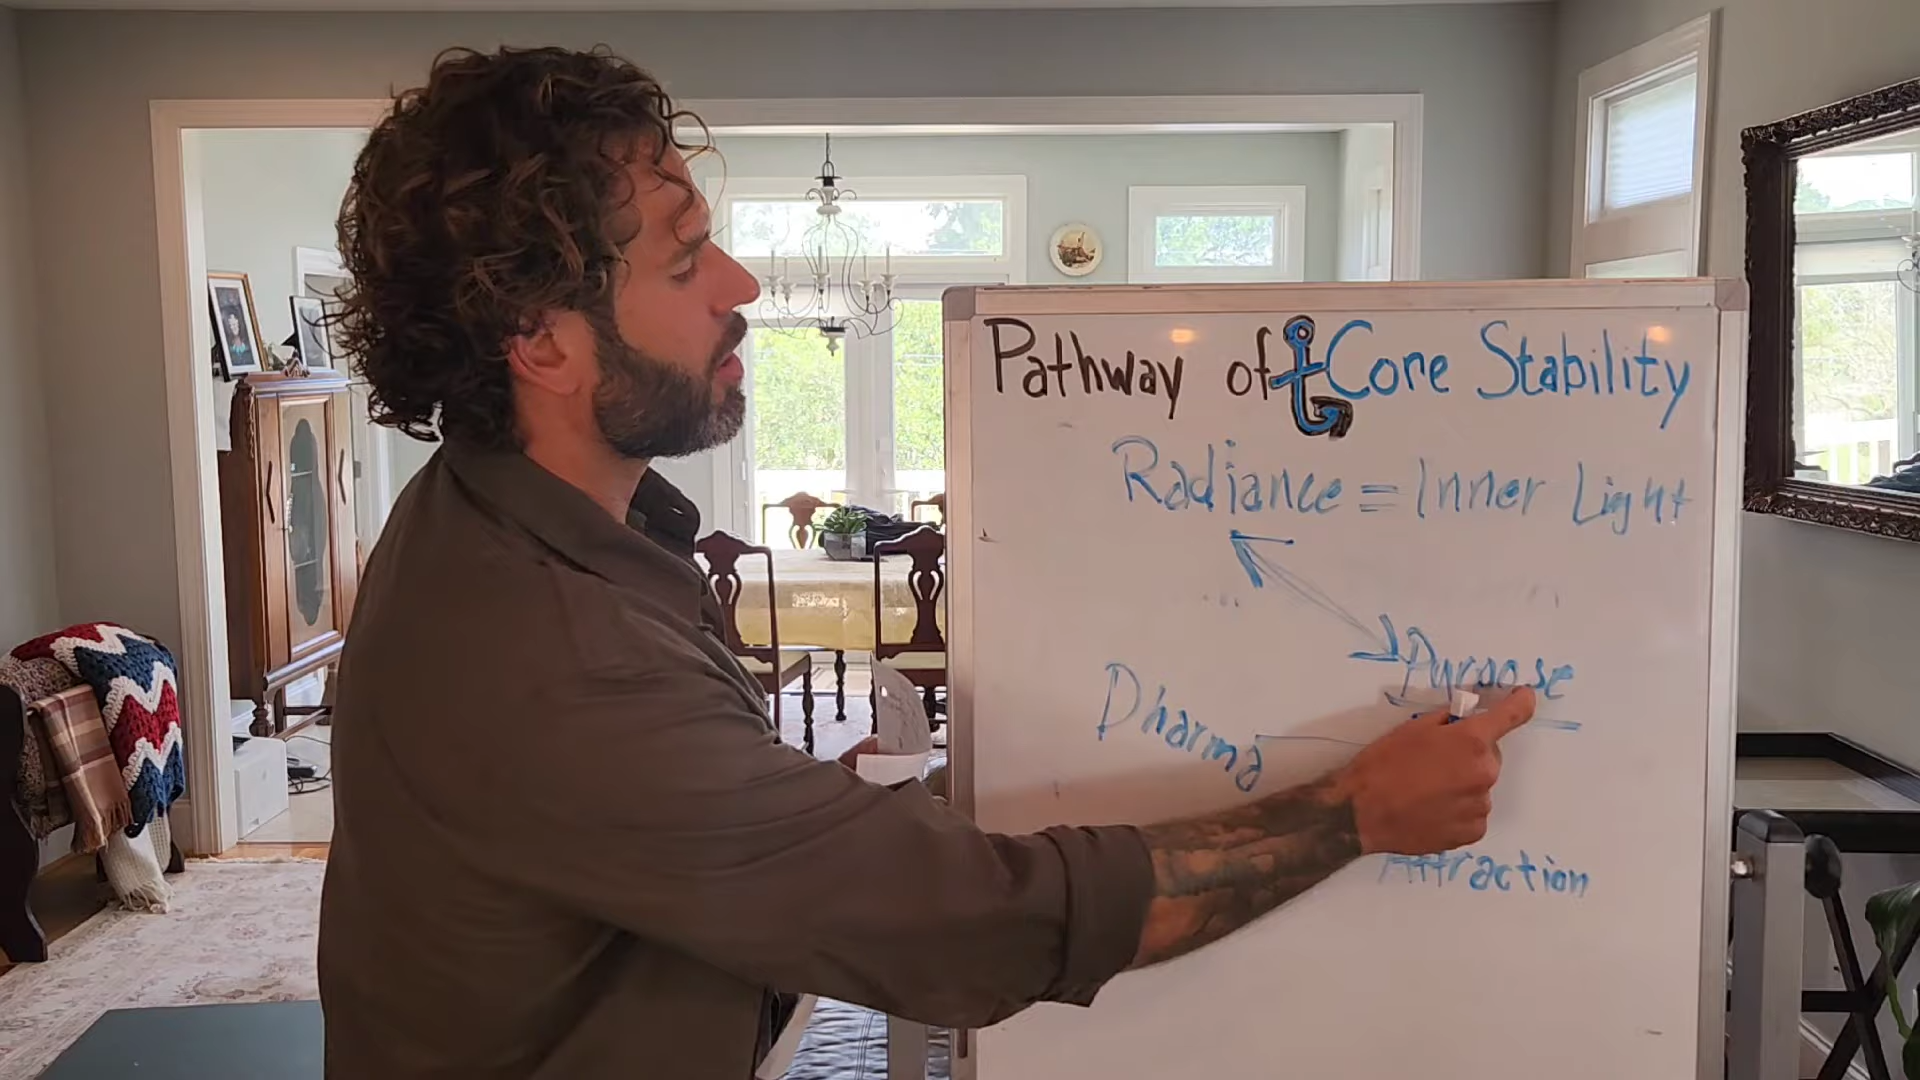 Pathway of Core Stability
Radiance = Inner Light
Purpose
Dharma
Attraction